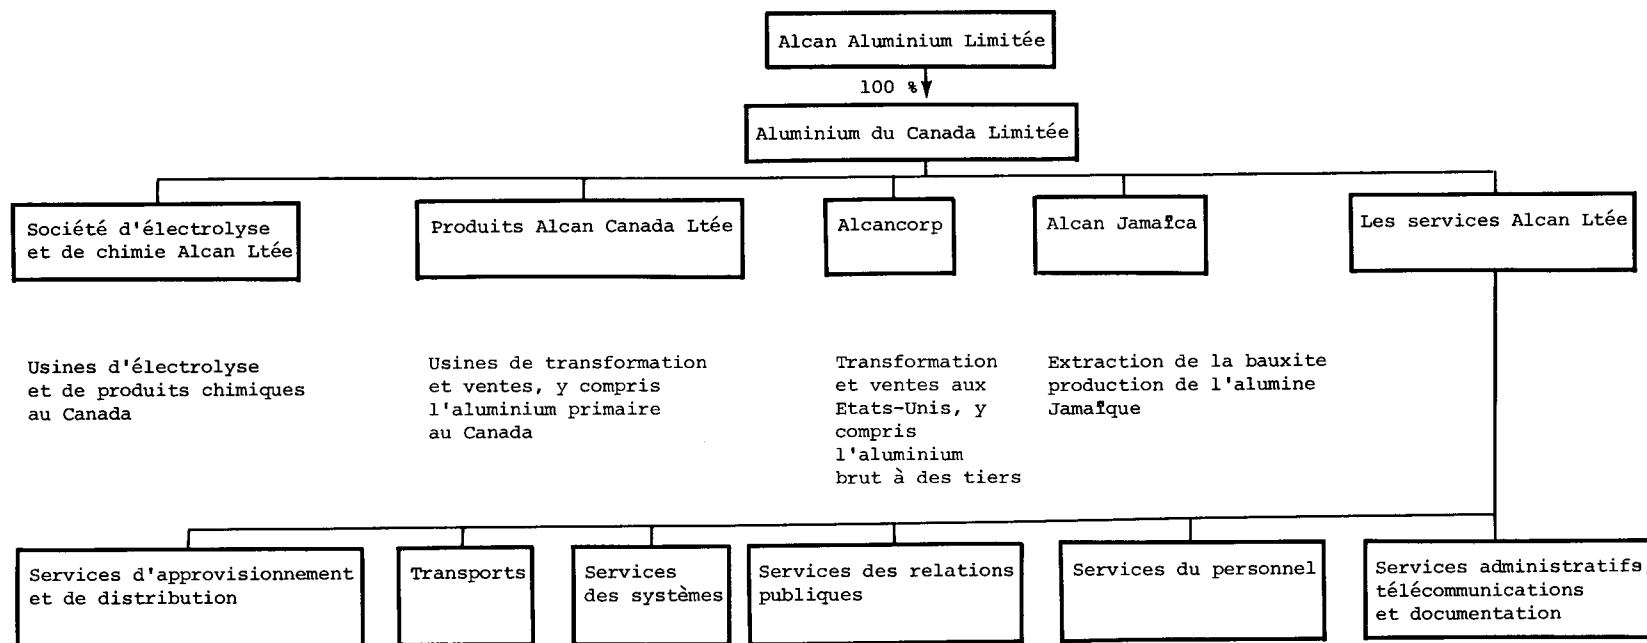 Alcan Aluminium Limitée
100 %
Aluminium du Canada Limitée
Société d'électrolyse
et de chimie Alcan Ltée
Produits Alcan Canada Ltée
Alcancorp
Alcan Jamaïca
Les services Alcan Ltée
Usines d'électrolyse
et de produits chimiques
au Canada
Usines de transformation
et ventes, y compris
l'aluminium primaire
au Canada
Transformation
et ventes aux
Etats-Unis, y
compris
l'aluminium
brut à des tiers
Extraction de la bauxite
production de l'alumine
Jamaïque
Services d'approvisionnement
et de distribution
Transports
Services
des systèmes
Services des relations
publiques
Services du personnel
Services administratifs,
télécommunications
et documentation